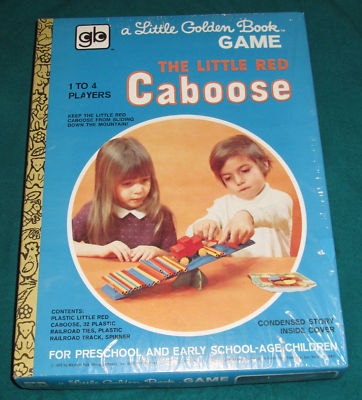 gb
a Little Golden Book™
GAME
THE LITTLE RED
Caboose
1 TO 4
PLAYERS
KEEP THE LITTLE RED
CABOOSE FROM SLIDING
DOWN THE MOUNTAIN!
CONTENTS:
PLASTIC LITTLE RED
CABOOSE, 32 PLASTIC
RAILROAD TIES, PLASTIC
RAILROAD TRACK, SPINNER
CONDENSED STORY
INSIDE COVER
FOR PRESCHOOL AND EARLY SCHOOL-AGE CHILDREN
a Little Golden Book GAME